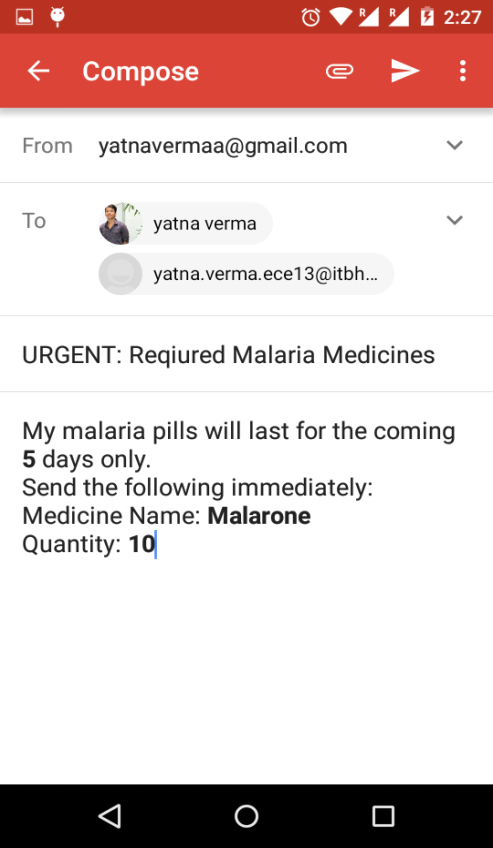 2:27
Compose
From yatnavermaa@gmail.com
To yatna verma
yatna.verma.ece13@itbh...
URGENT: Reqiured Malaria Medicines
My malaria pills will last for the coming
5 days only.
Send the following immediately:
Medicine Name: Malarone
Quantity: 10